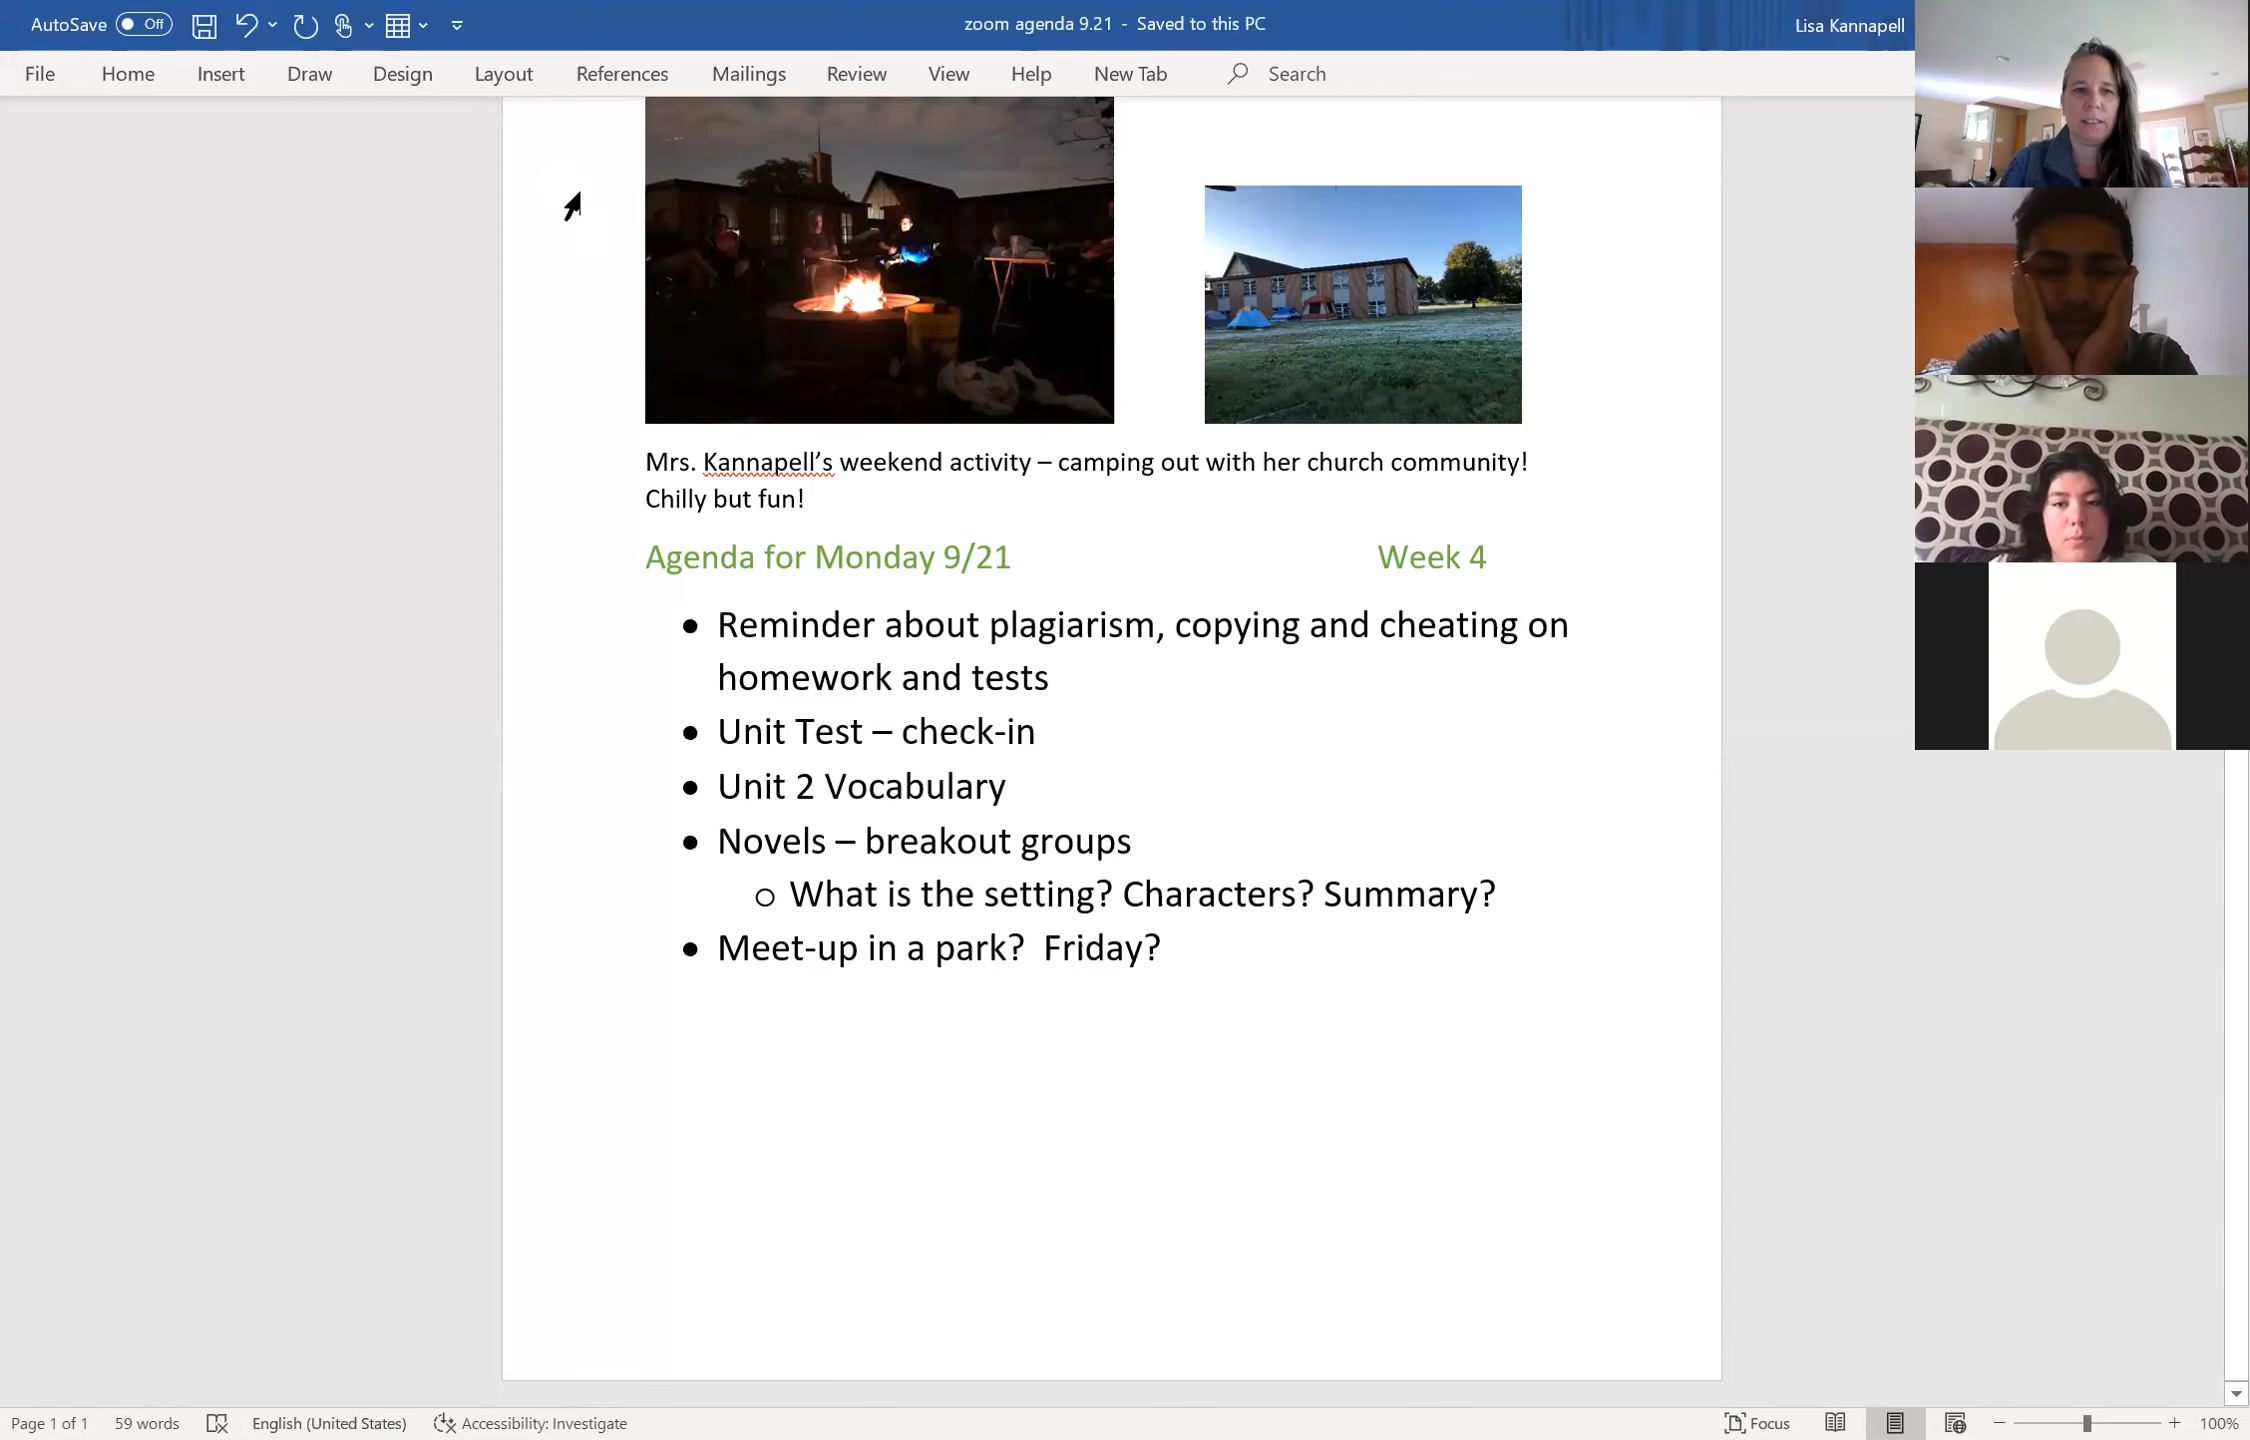 AutoSave Off zoom agenda 9.21 - Saved to this PC Lisa Kannapell
File Home Insert Draw Design Layout References Mailings Review View Help New Tab Search
Mrs. Kannapell’s weekend activity – camping out with her church community!
Chilly but fun!
Agenda for Monday 9/21 Week 4
• Reminder about plagiarism, copying and cheating on
homework and tests
• Unit Test – check-in
• Unit 2 Vocabulary
• Novels – breakout groups
o What is the setting? Characters? Summary?
• Meet-up in a park? Friday?
Page 1 of 1 59 words English (United States) Accessibility: Investigate Focus 100%